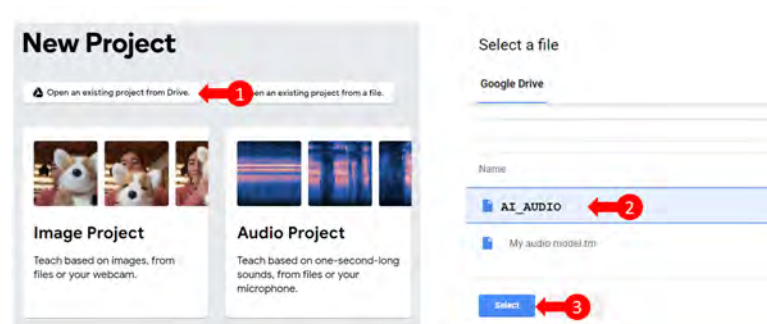 New Project
Open an existing project from Drive.
1
en an existing project from a file.
Image Project
Teach based on images, from
files or your webcam.
Audio Project
Teach based on one-second-long
sounds, from files or your
microphone.
Select a file
Google Drive
Name
AI_AUDIO
2
My audio model.tm
Select
3